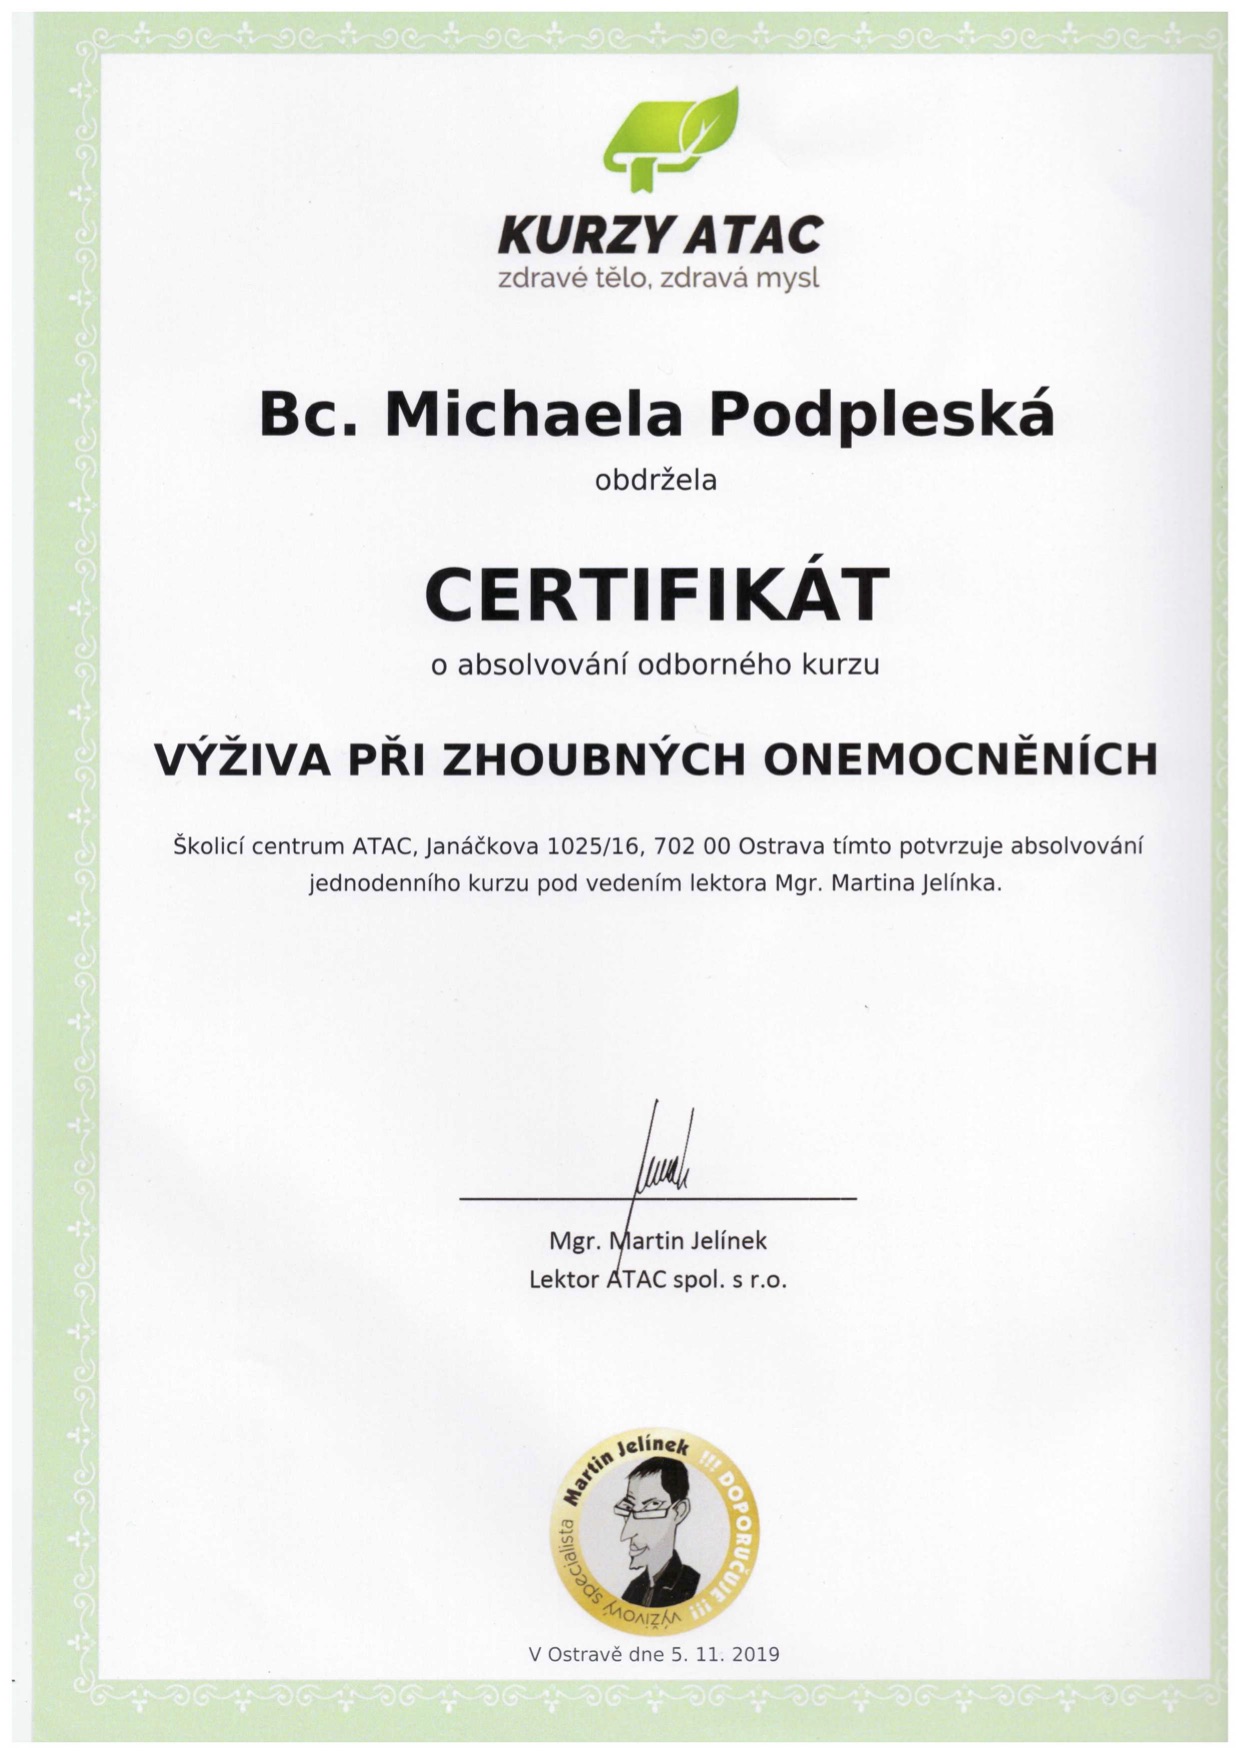 KURZY ATAC
zdravé tělo, zdravá mysl
Bc. Michaela Podpleská
obdržela
CERTIFIKÁT
o absolvování odborného kurzu
VÝŽIVA PŘI ZHOUBNÝCH ONEMOCNĚNÍCH
Školicí centrum ATAC, Janáčkova 1025/16, 702 00 Ostrava tímto potvrzuje absolvování
jednodenního kurzu pod vedením lektora Mgr. Martina Jelínka.
Mgr. Martin Jelínek
Lektor ATAC spol. s r.o.
výživový specialista Martin Jelínek !!! DOPORUČUJE !!!
V Ostravě dne 5. 11. 2019